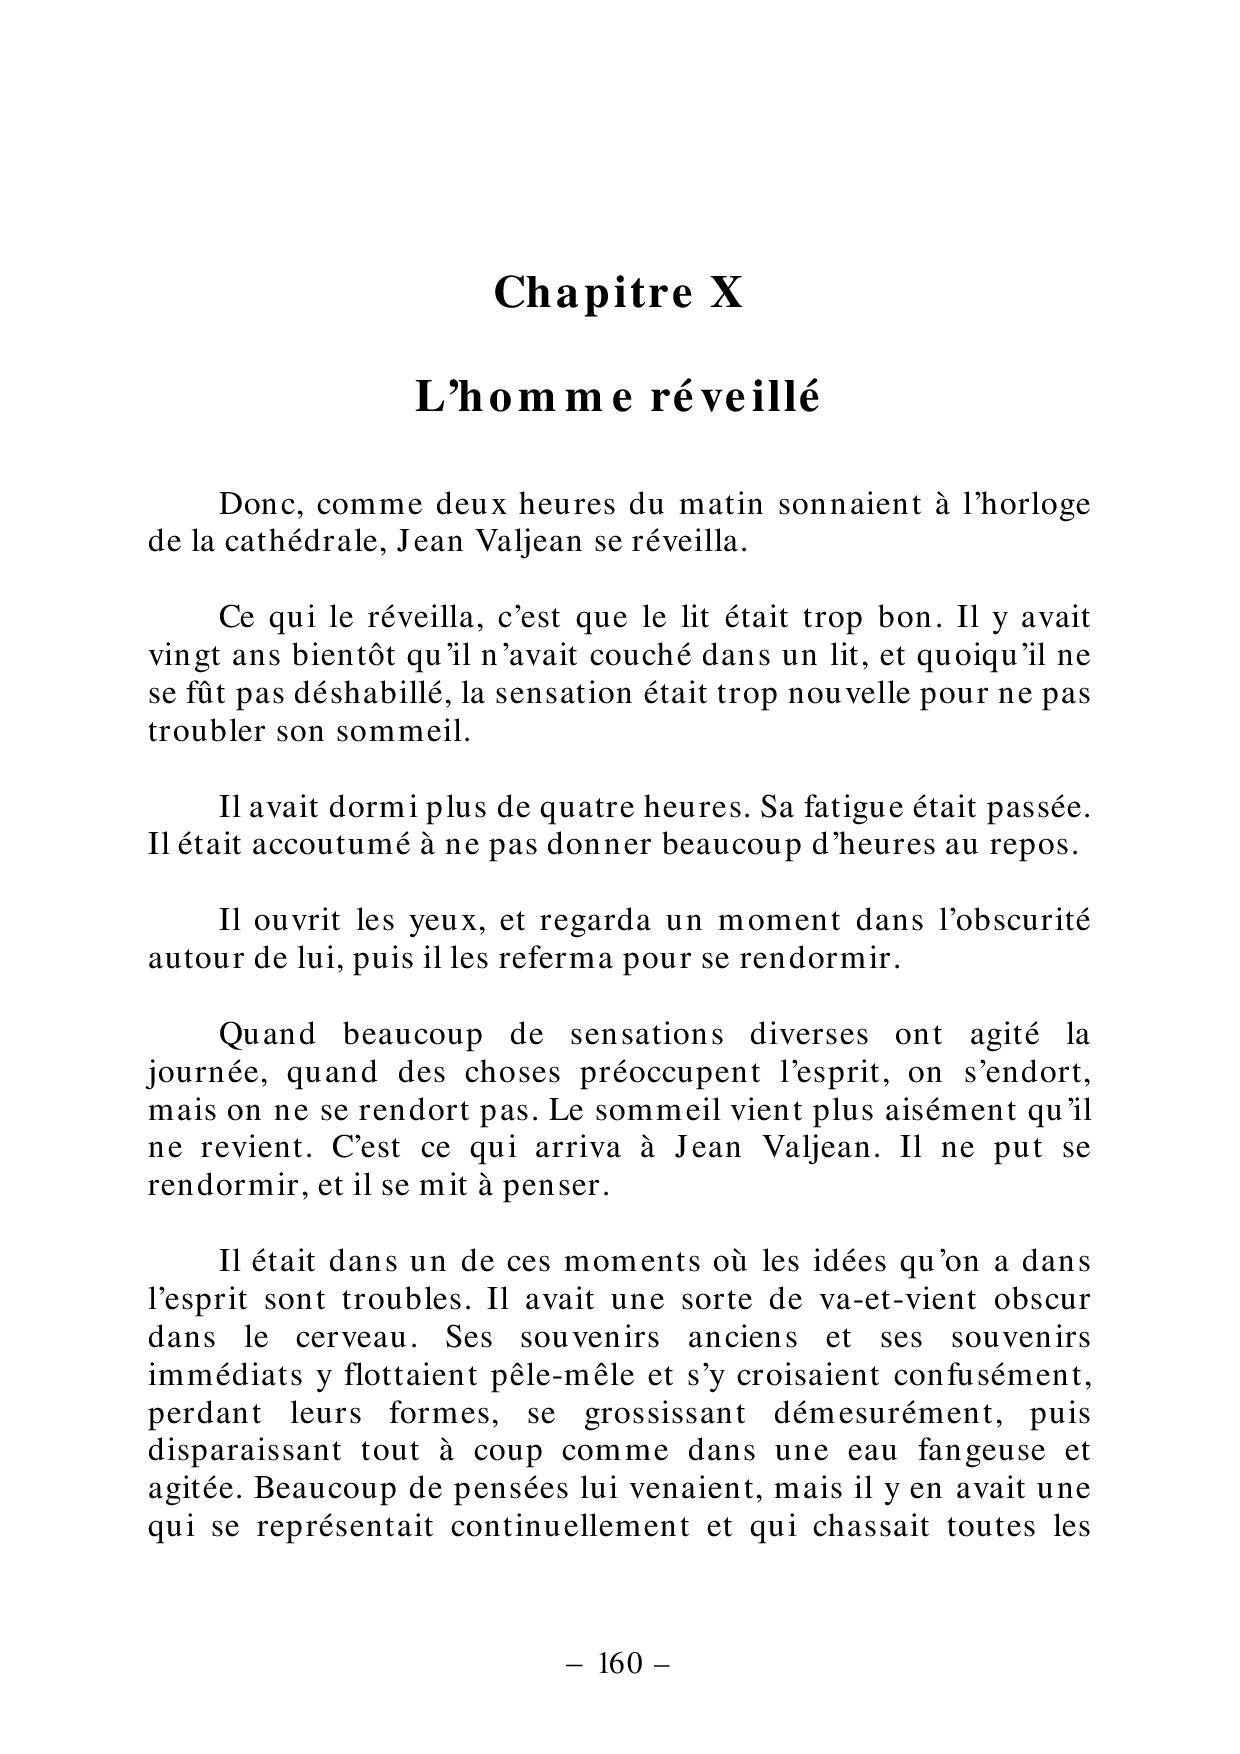 Chapitre X
L’homme réveillé
Donc, comme deux heures du matin sonnaient à l’horloge
de la cathédrale, Jean Valjean se réveilla.
Ce qui le réveilla, c’est que le lit était trop bon. Il y avait
vingt ans bientôt qu’il n’avait couché dans un lit, et quoiqu’il ne
se fût pas déshabillé, la sensation était trop nouvelle pour ne pas
troubler son sommeil.
Il avait dormi plus de quatre heures. Sa fatigue était passée.
Il était accoutumé à ne pas donner beaucoup d’heures au repos.
Il ouvrit les yeux, et regarda un moment dans l’obscurité
autour de lui, puis il les referma pour se rendormir.
Quand beaucoup de sensations diverses ont agité la
journée, quand des choses préoccupent l’esprit, on s’endort,
mais on ne se rendort pas. Le sommeil vient plus aisément qu’il
ne revient. C’est ce qui arriva à Jean Valjean. Il ne put se
rendormir, et il se mit à penser.
Il était dans un de ces moments où les idées qu’on a dans
l’esprit sont troubles. Il avait une sorte de va-et-vient obscur
dans le cerveau. Ses souvenirs anciens et ses souvenirs
immédiats y flottaient pêle-mêle et s’y croisaient confusément,
perdant leurs formes, se grossissant démesurément, puis
disparaissant tout à coup comme dans une eau fangeuse et
agitée. Beaucoup de pensées lui venaient, mais il y en avait une
qui se représentait continuellement et qui chassait toutes les
– 160 –